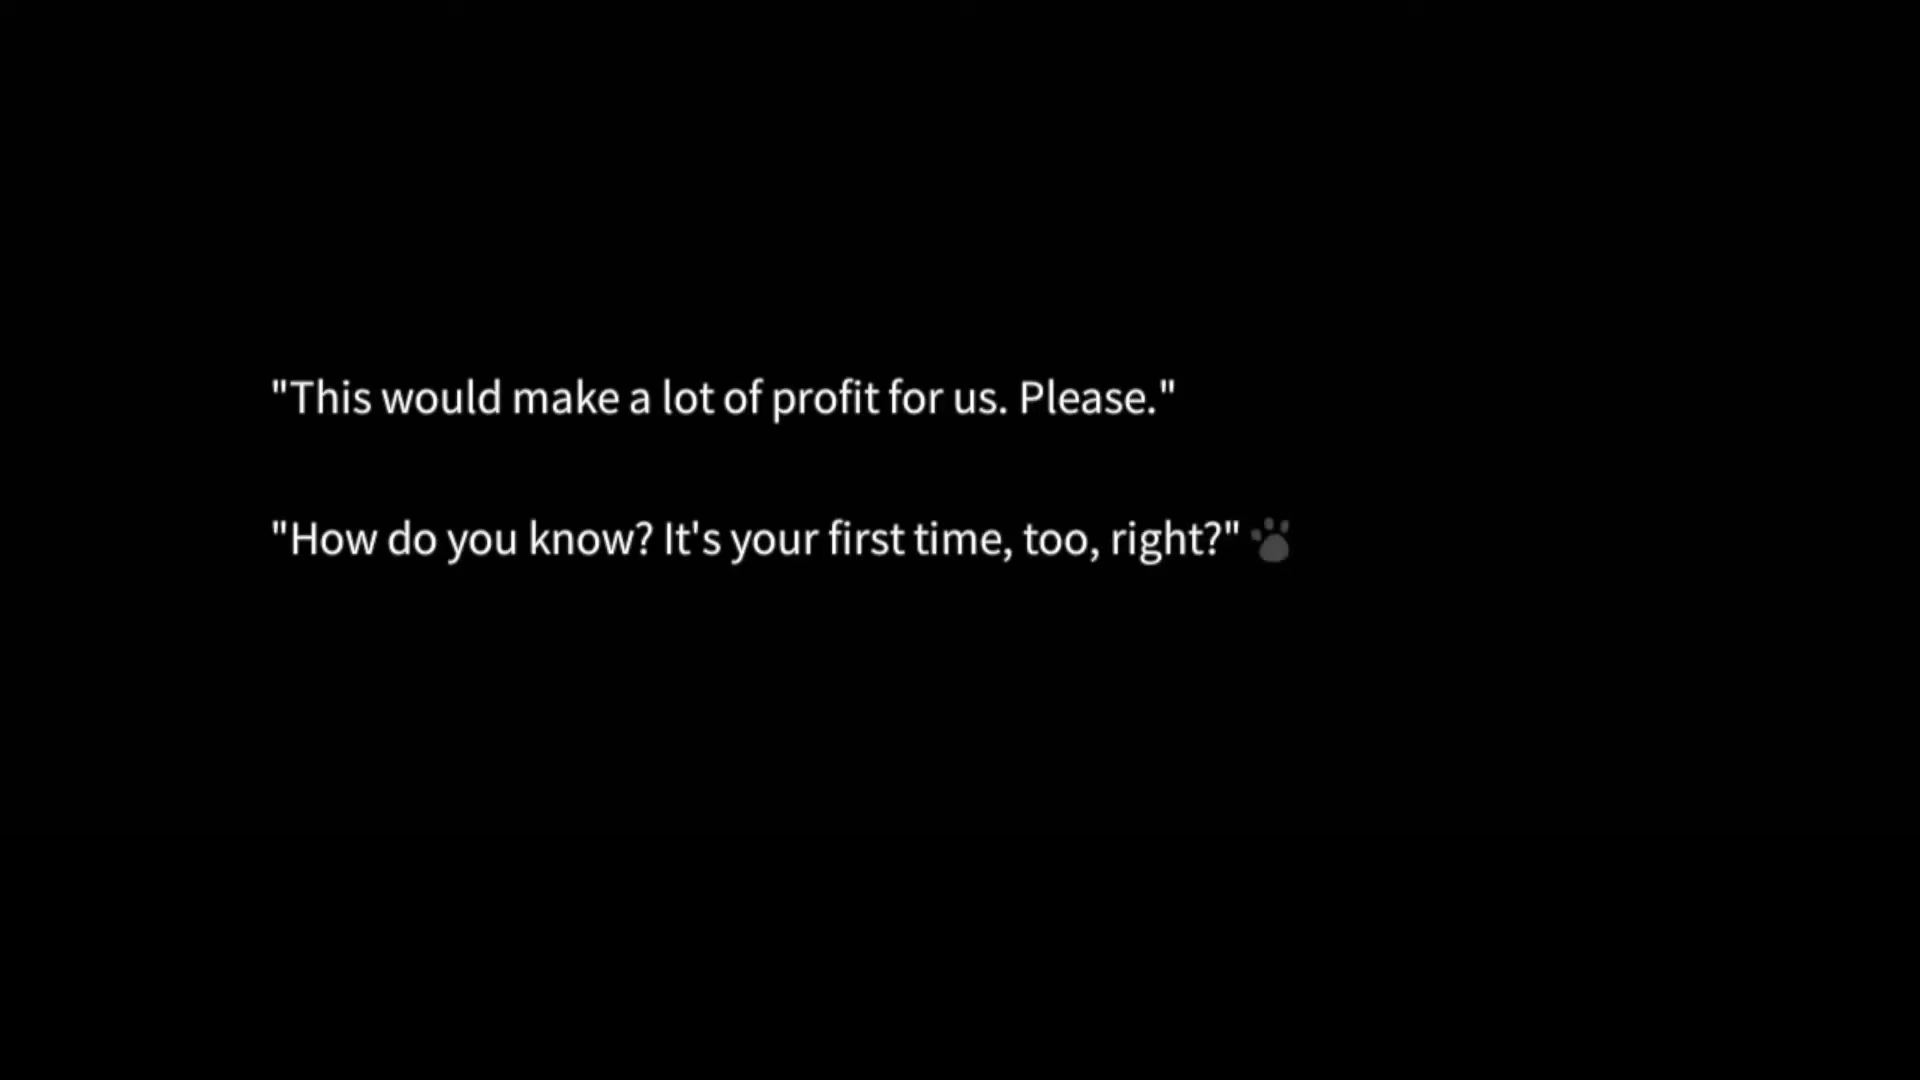 "This would make a lot of profit for us. Please."
"How do you know? It's your first time, too, right?"